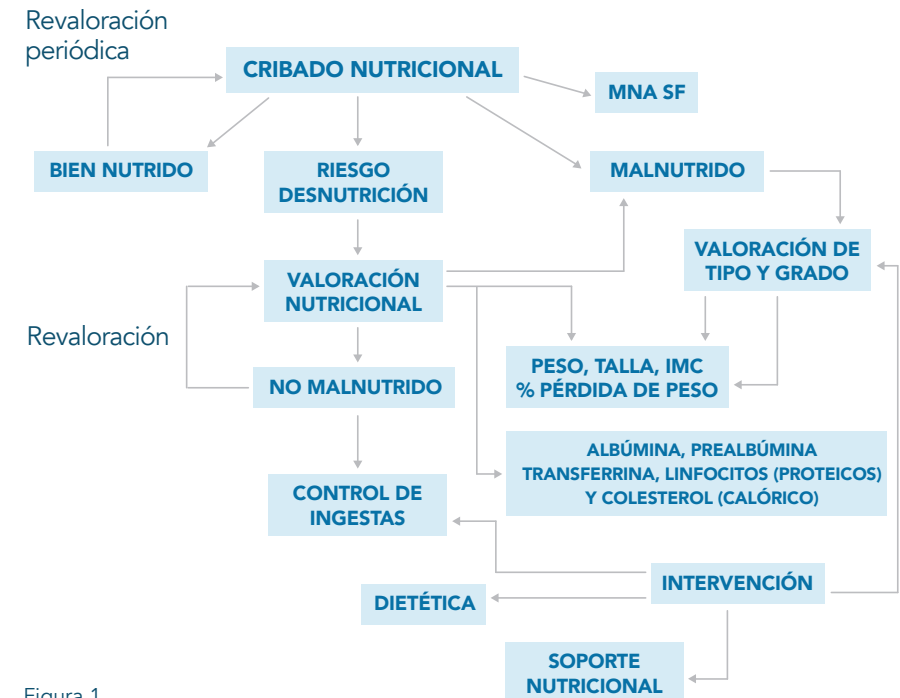 Revaloración
periódica
CRIBADO NUTRICIONAL
MNA SF
BIEN NUTRIDO
RIESGO
DESNUTRICIÓN
MALNUTRIDO
VALORACIÓN DE
TIPO Y GRADO
VALORACIÓN
NUTRICIONAL
Revaloración
PESO, TALLA, IMC
% PÉRDIDA DE PESO
NO MALNUTRIDO
ALBÚMINA, PREALBÚMINA
TRANSFERRINA, LINFOCITOS (PROTEICOS)
Y COLESTEROL (CALÓRICO)
CONTROL DE
INGESTAS
INTERVENCIÓN
DIETÉTICA
SOPORTE
NUTRICIONAL
Figura 1